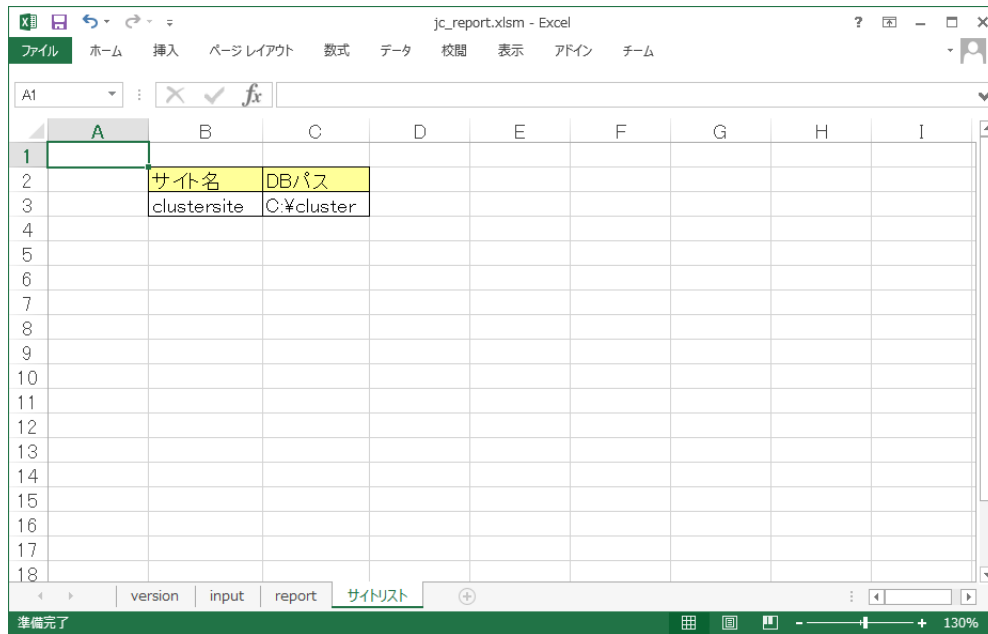 jc_report.xlsm - Excel
?
ファイル ホーム 挿入 ページ レイアウト 数式 データ 校閲 表示 アドイン チーム
A1 fx
A B C D E F G H I
1
2 サイト名 DBパス
3 clustersite C:¥cluster
4
5
6
7
8
9
10
11
12
13
14
15
16
17
18
version input report サイトリスト
準備完了 130%